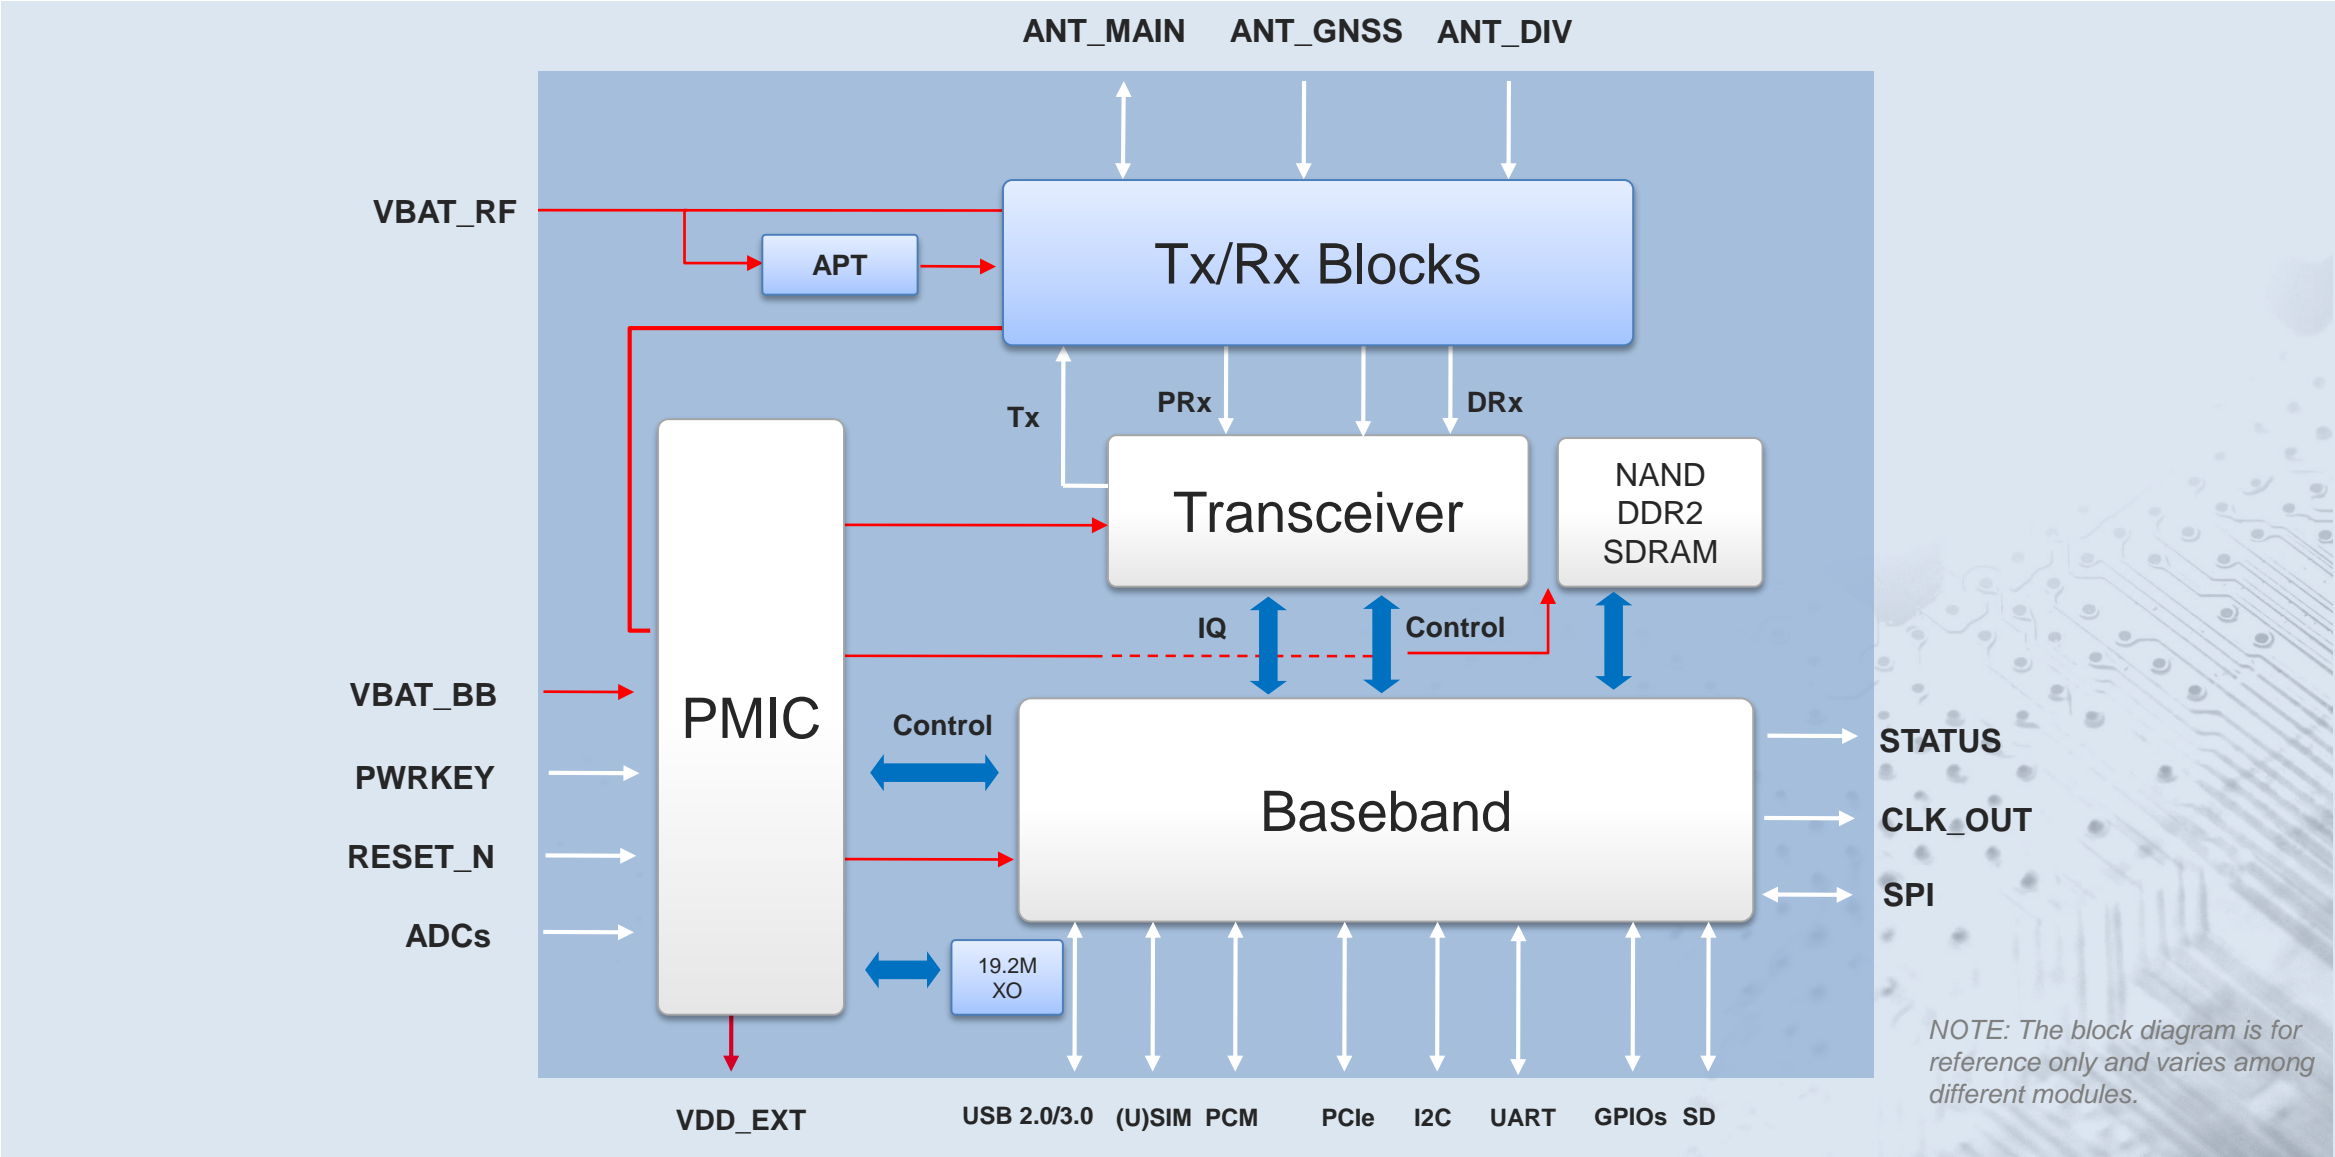 ANT_MAIN ANT_GNSS ANT_DIV
VBAT_RF
APT
Tx/Rx Blocks
Tx
PRx
DRx
Transceiver
NAND
DDR2
SDRAM
IQ
Control
VBAT_BB
PMIC
Control
PWRKEY
RESET_N
ADCs
Baseband
STATUS
CLK_OUT
SPI
19.2M
XO
NOTE: The block diagram is for
reference only and varies among
different modules.
VDD_EXT
USB 2.0/3.0 (U)SIM PCM PCIe I2C UART GPIOs SD